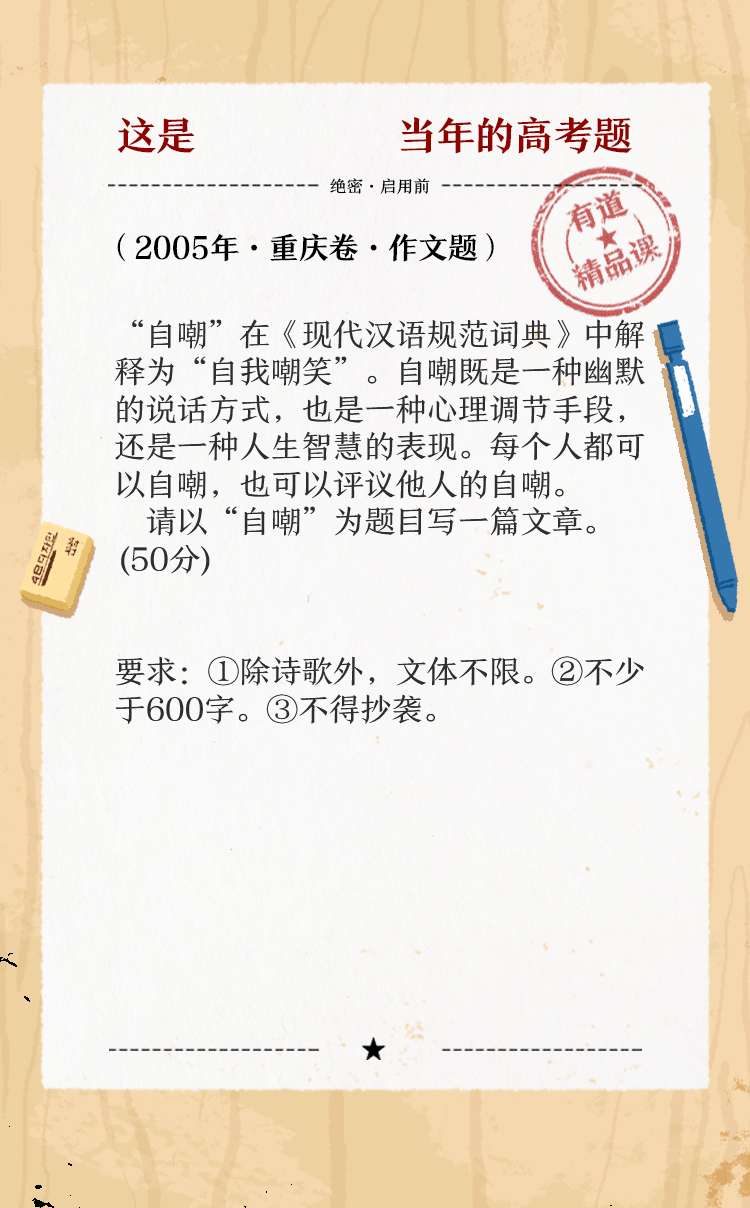 这是 当年的高考题
绝密·启用前
有道
精品课
（2005年·重庆卷·作文题）
“自嘲”在《现代汉语规范词典》中解
释为“自我嘲笑”。自嘲既是一种幽默
的说话方式，也是一种心理调节手段，
还是一种人生智慧的表现。每个人都可
以自嘲，也可以评议他人的自嘲。
请以“自嘲”为题目写一篇文章。
(50分)
要求：①除诗歌外，文体不限。②不少
于600字。③不得抄袭。